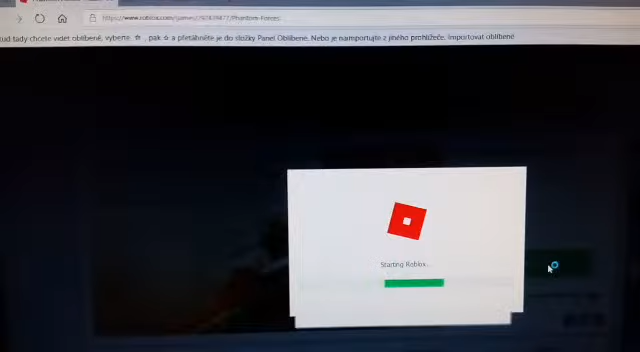 https://www.roblox.com/games/292439477/Phantom-Forces
tud tady chcete vidět oblíbené, vyberte ☆ , pak ☆ a přetáhněte je do složky Panel Oblíbené. Nebo je naimportujte z jiného prohlížeče. Importovat oblíbené
Starting Roblox...